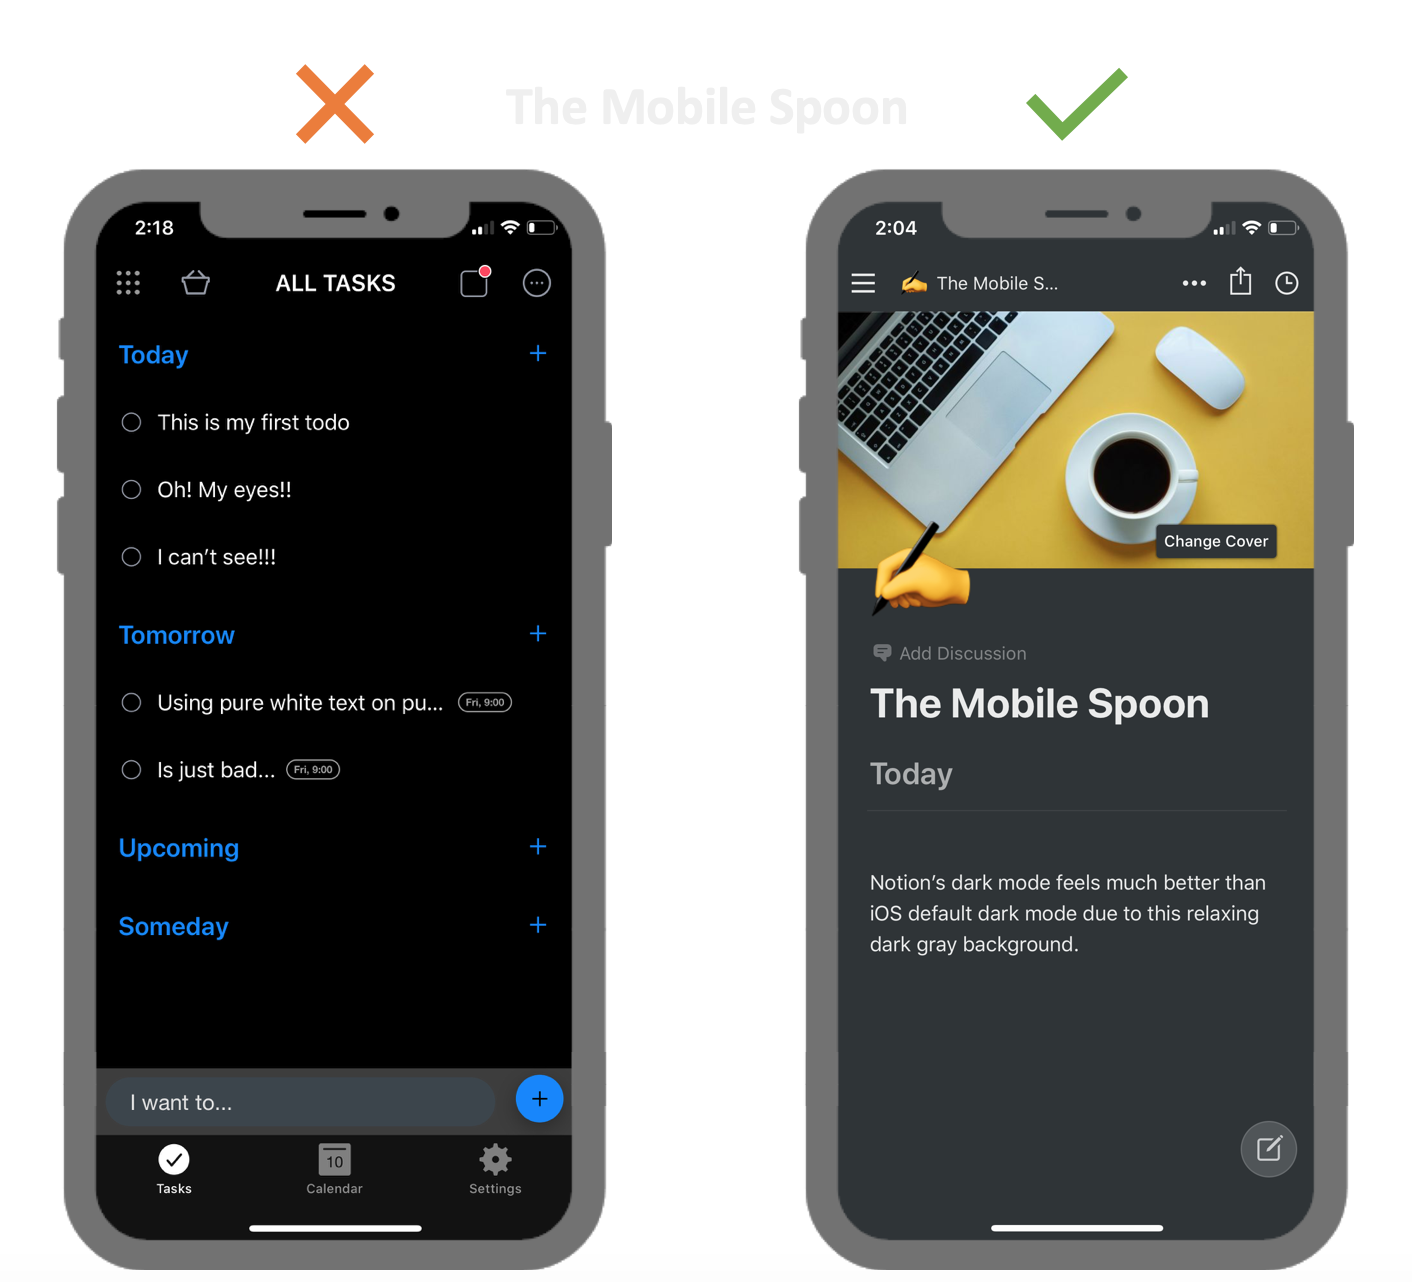 The Mobile Spoon
2:18
ALL TASKS
Today
This is my first todo
Oh! My eyes!!
I can't see!!!
Tomorrow
Using pure white text on pu... Fri, 9:00
Is just bad... Fri, 9:00
Upcoming
Someday
I want to...
10
Tasks Calendar Settings
2:04
The Mobile S...
Change Cover
Add Discussion
The Mobile Spoon
Today
Notion's dark mode feels much better than
iOS default dark mode due to this relaxing
dark gray background.